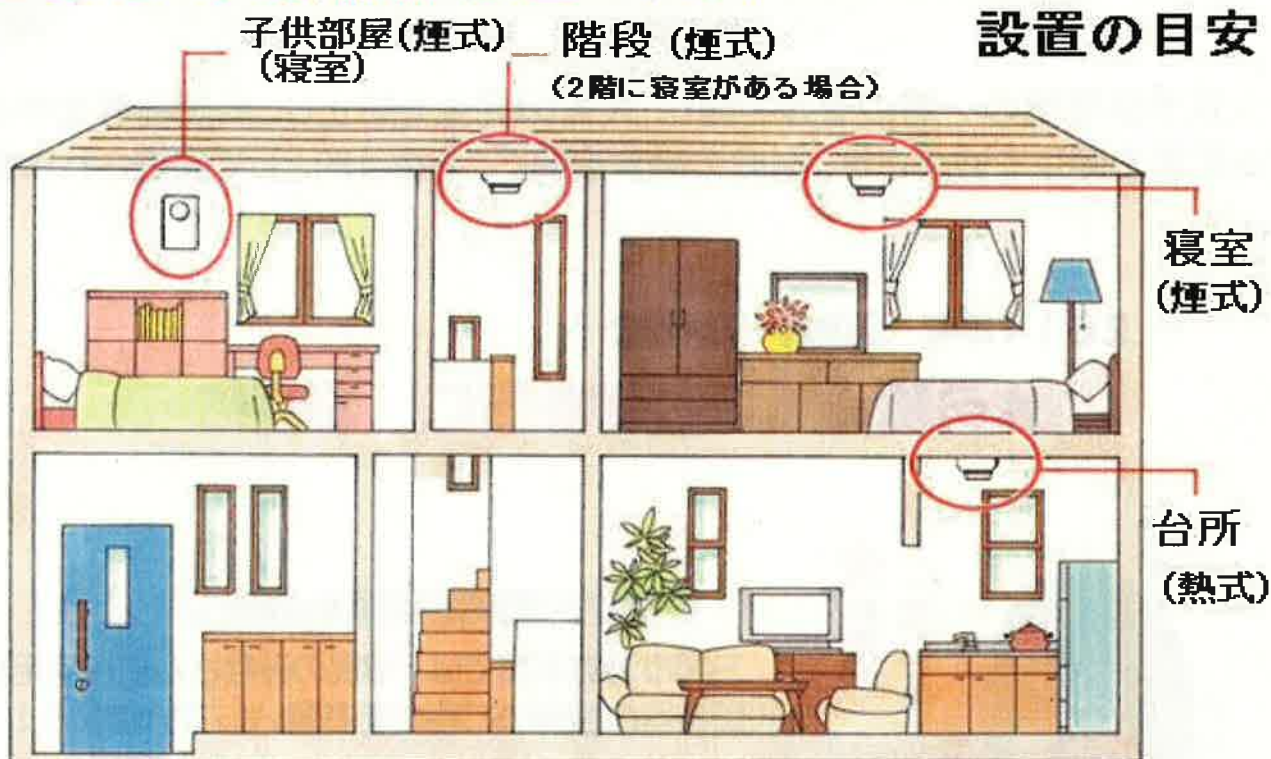 設置の目安
子供部屋(煙式)
(寝室)
階段 (煙式)
(2階に寝室がある場合)
寝室
(煙式)
台所
(熱式)